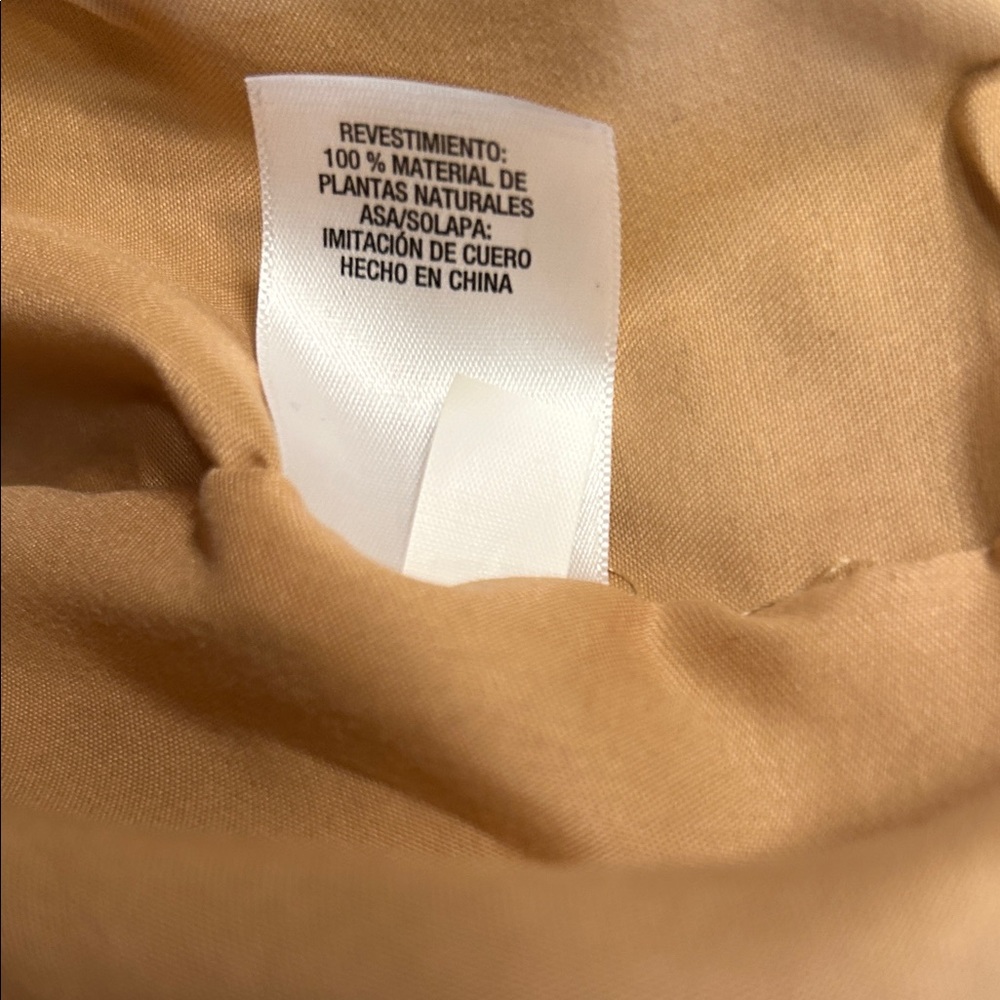 REVESTIMIENTO:
100 % MATERIAL DE
PLANTAS NATURALES
ASA/SOLAPA:
IMITACIÓN DE CUERO
HECHO EN CHINA